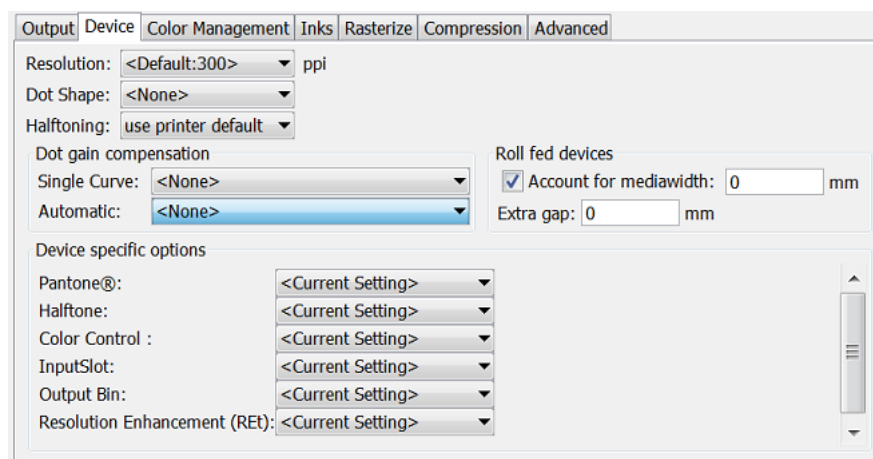 Output Device Color Management Inks Rasterize Compression Advanced
Resolution: <Default:300> ppi
Dot Shape: <None>
Halftoning: use printer default
Dot gain compensation
Single Curve: <None>
Automatic: <None>
Roll fed devices
Account for mediawidth: 0 mm
Extra gap: 0 mm
Device specific options
Pantone®: <Current Setting>
Halftone: <Current Setting>
Color Control : <Current Setting>
InputSlot: <Current Setting>
Output Bin: <Current Setting>
Resolution Enhancement (REt): <Current Setting>